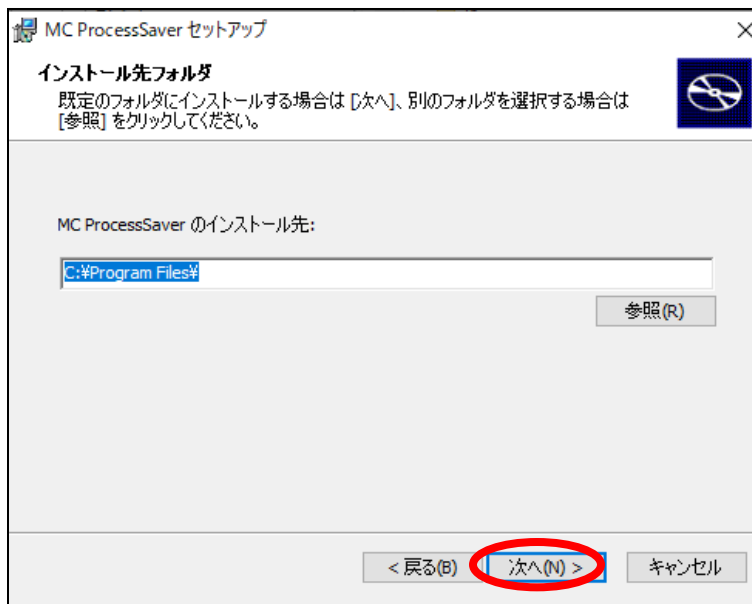 MC ProcessSaver セットアップ
インストール先フォルダ
既定のフォルダにインストールする場合は [次へ]、別のフォルダを選択する場合は
[参照] をクリックしてください。
MC ProcessSaver のインストール先:
C:¥Program Files¥
参照(R)
< 戻る(B)
次へ(N) >
キャンセル